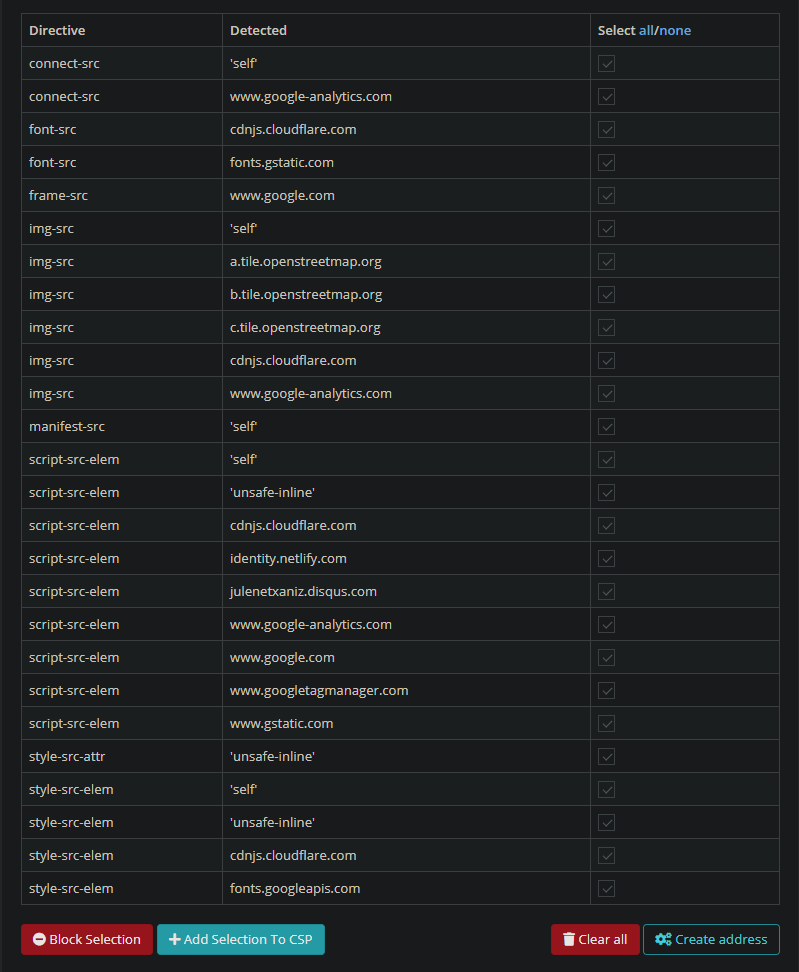 Directive Detected Select all/none
connect-src 'self'
connect-src www.google-analytics.com
font-src cdnjs.cloudflare.com
font-src fonts.gstatic.com
frame-src www.google.com
img-src 'self'
img-src a.tile.openstreetmap.org
img-src b.tile.openstreetmap.org
img-src c.tile.openstreetmap.org
img-src cdnjs.cloudflare.com
img-src www.google-analytics.com
manifest-src 'self'
script-src-elem 'self'
script-src-elem 'unsafe-inline'
script-src-elem cdnjs.cloudflare.com
script-src-elem identity.netlify.com
script-src-elem julenetxaniz.disqus.com
script-src-elem www.google-analytics.com
script-src-elem www.google.com
script-src-elem www.googletagmanager.com
script-src-elem www.gstatic.com
style-src-attr 'unsafe-inline'
style-src-elem 'self'
style-src-elem 'unsafe-inline'
style-src-elem cdnjs.cloudflare.com
style-src-elem fonts.googleapis.com
Block Selection Add Selection To CSP Clear all Create address